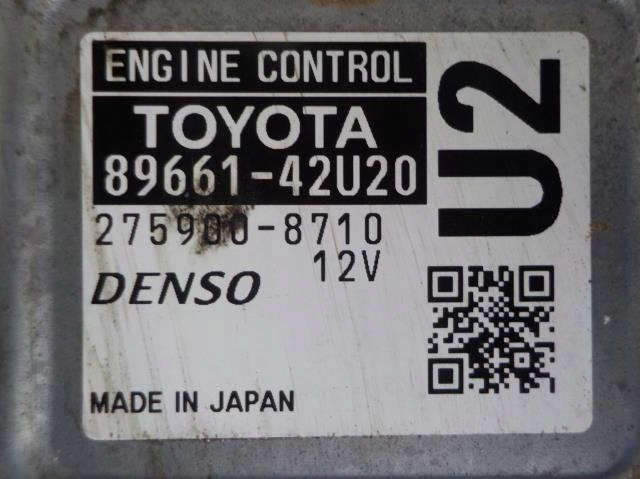 ENGINE CONTROL
TOYOTA
89661-42U20
275900-8710
12V
DENSO
MADE IN JAPAN
U2